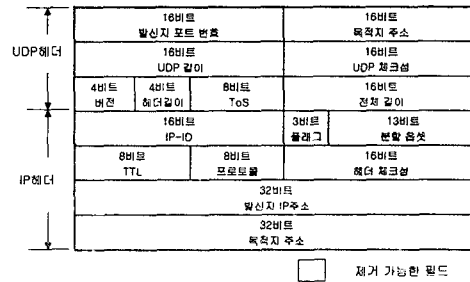 UDP헤더
16비트 16비트
발신지 포트 번호 목적지 주소
16비트 16비트
UDP 길이 UDP 체크섬
4비트 4비트 8비트 16비트
버전 헤더길이 ToS 전체 길이
IP헤더
16비트 3비트 13비트
IP-ID 플래그 분할 옵셋
8비트 8비트 16비트
TTL 프로토콜 헤더 체크섬
32비트
발신지 IP주소
32비트
목적지 주소
제거 가능한 필드